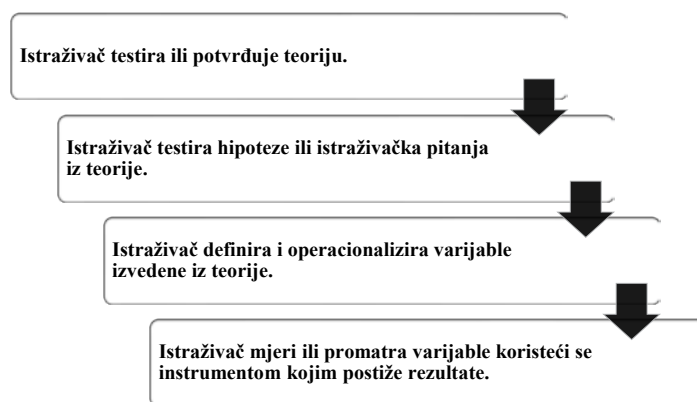 Istraživač testira ili potvrđuje teoriju.
Istraživač testira hipoteze ili istraživačka pitanja
iz teorije.
Istraživač definira i operacionalizira varijable
izvedene iz teorije.
Istraživač mjeri ili promatra varijable koristeći se
instrumentom kojim postiže rezultate.